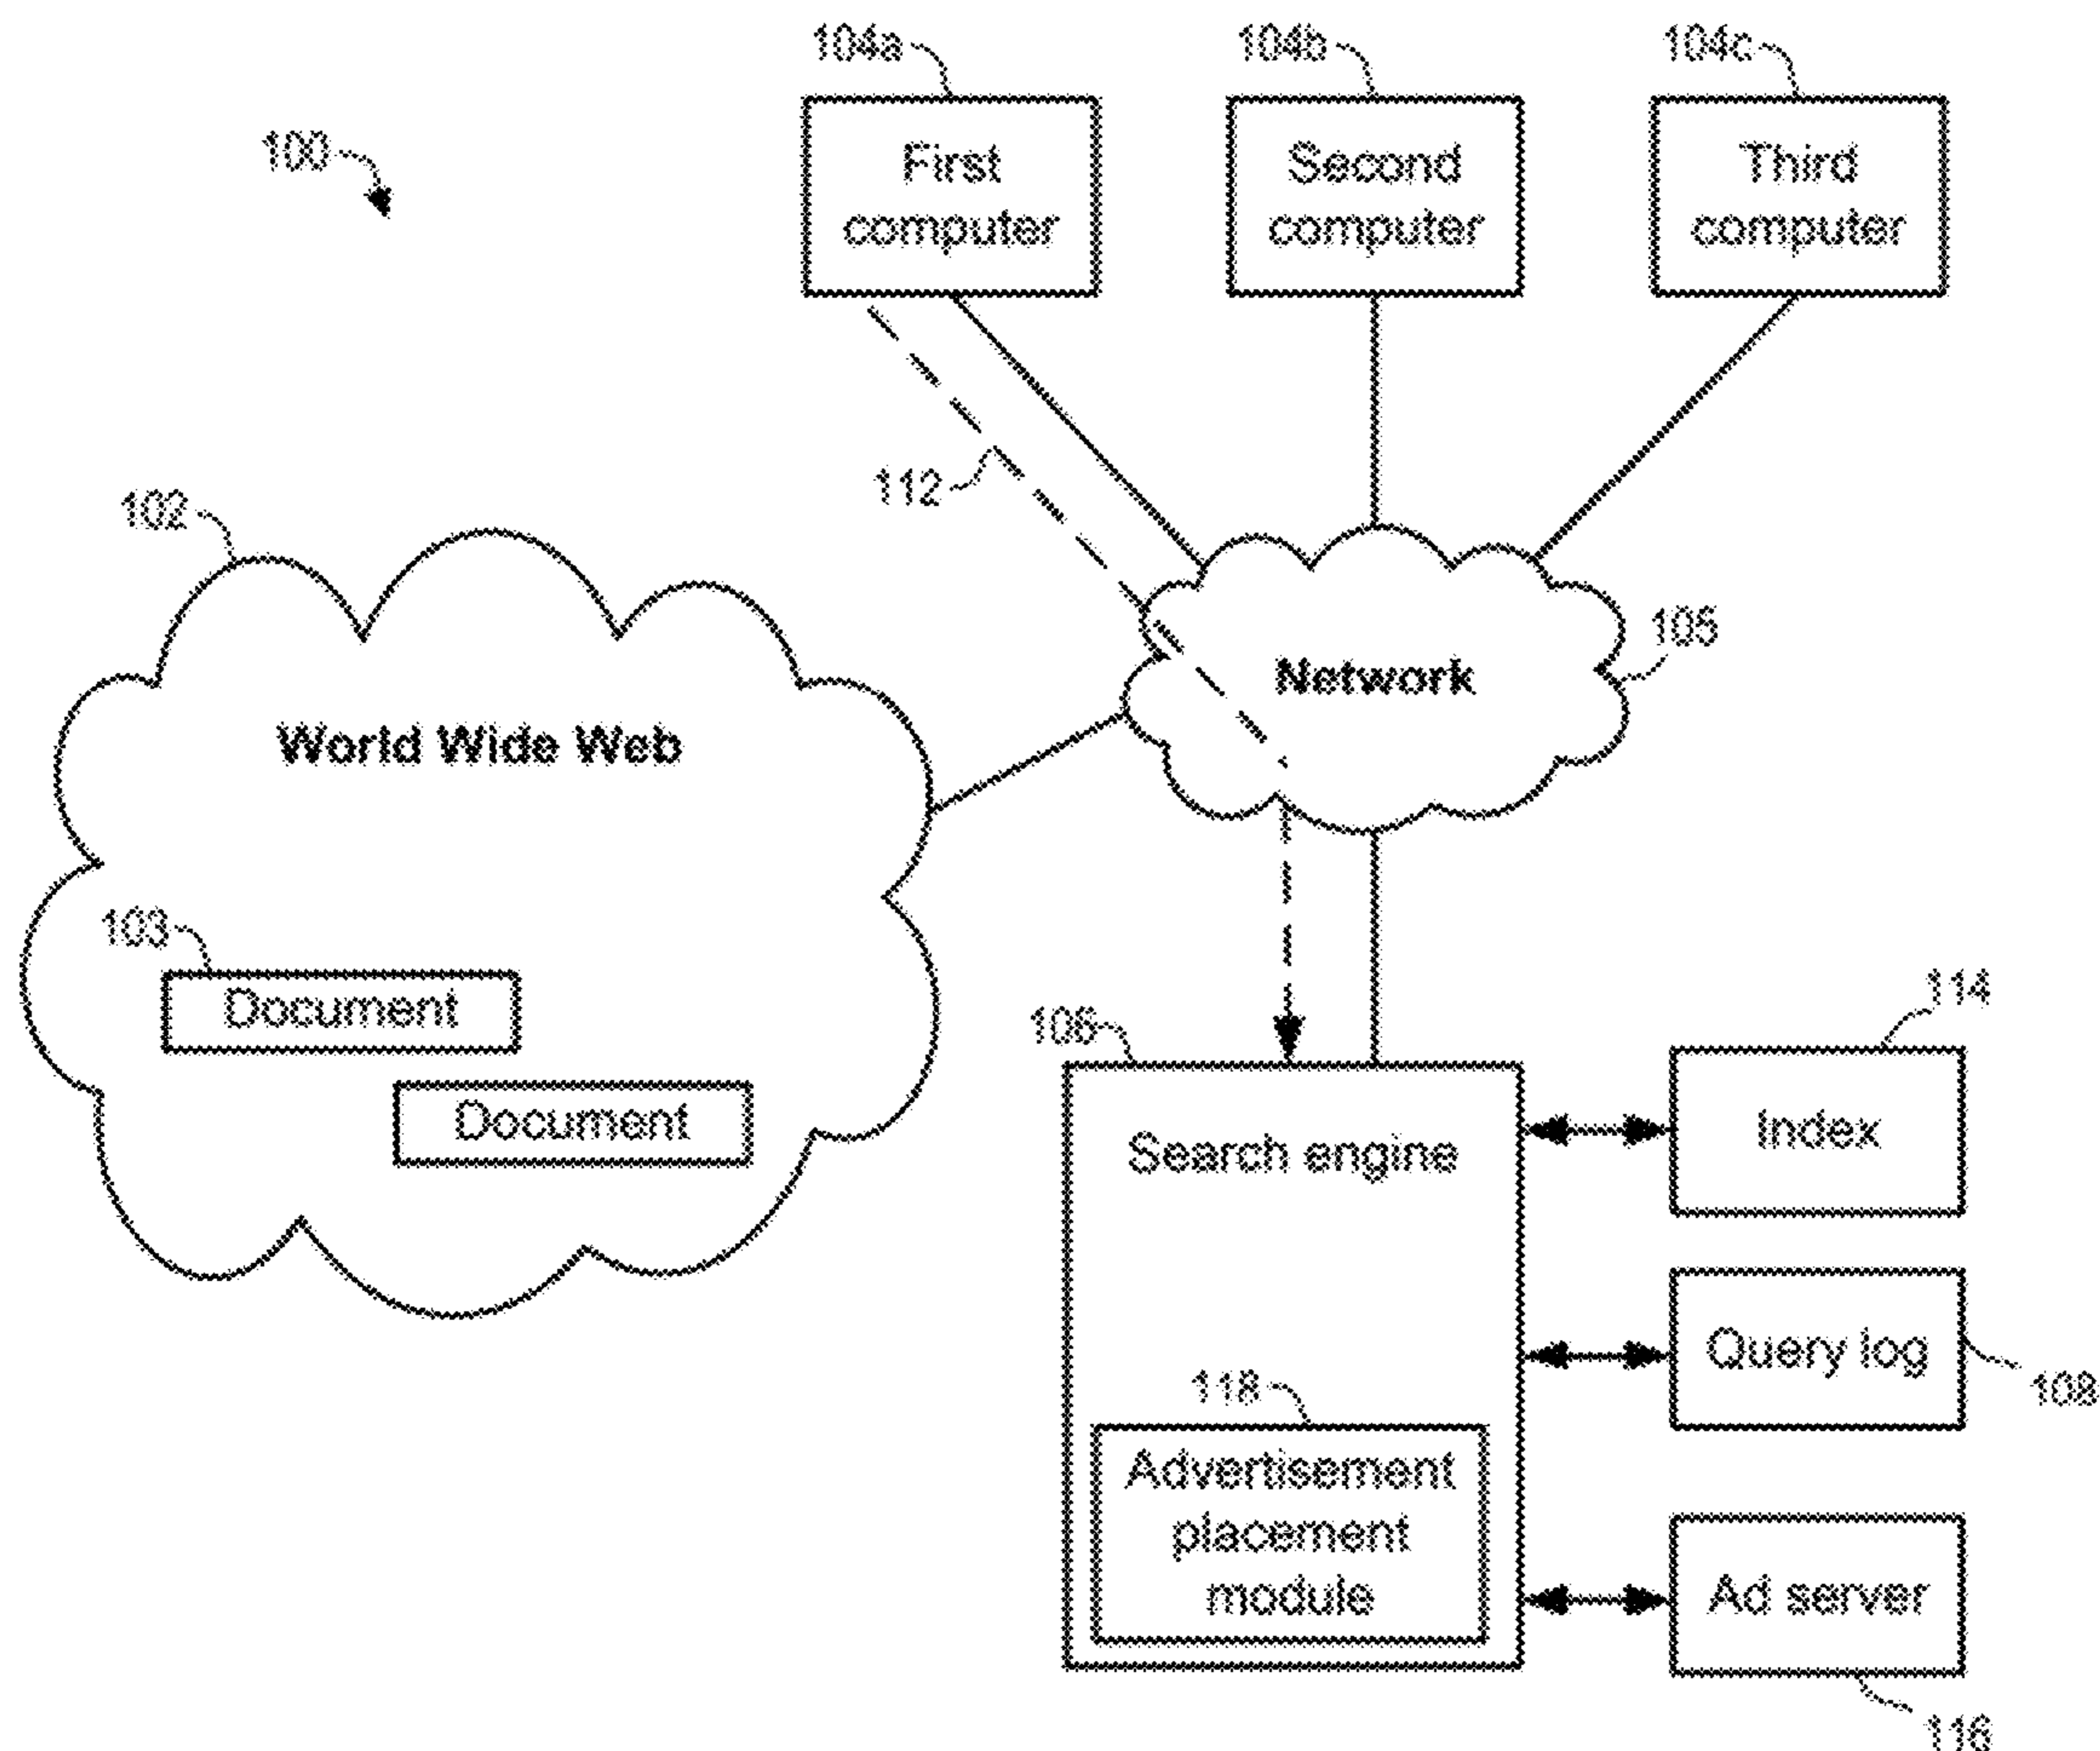 104a
104b
104c
100
First
computer
Second
computer
Third
computer
112
102
105
Network
World Wide Web
103
Document
Document
106
114
Search engine
Index
Query log
108
118
Advertisement
placement
module
Ad server
116